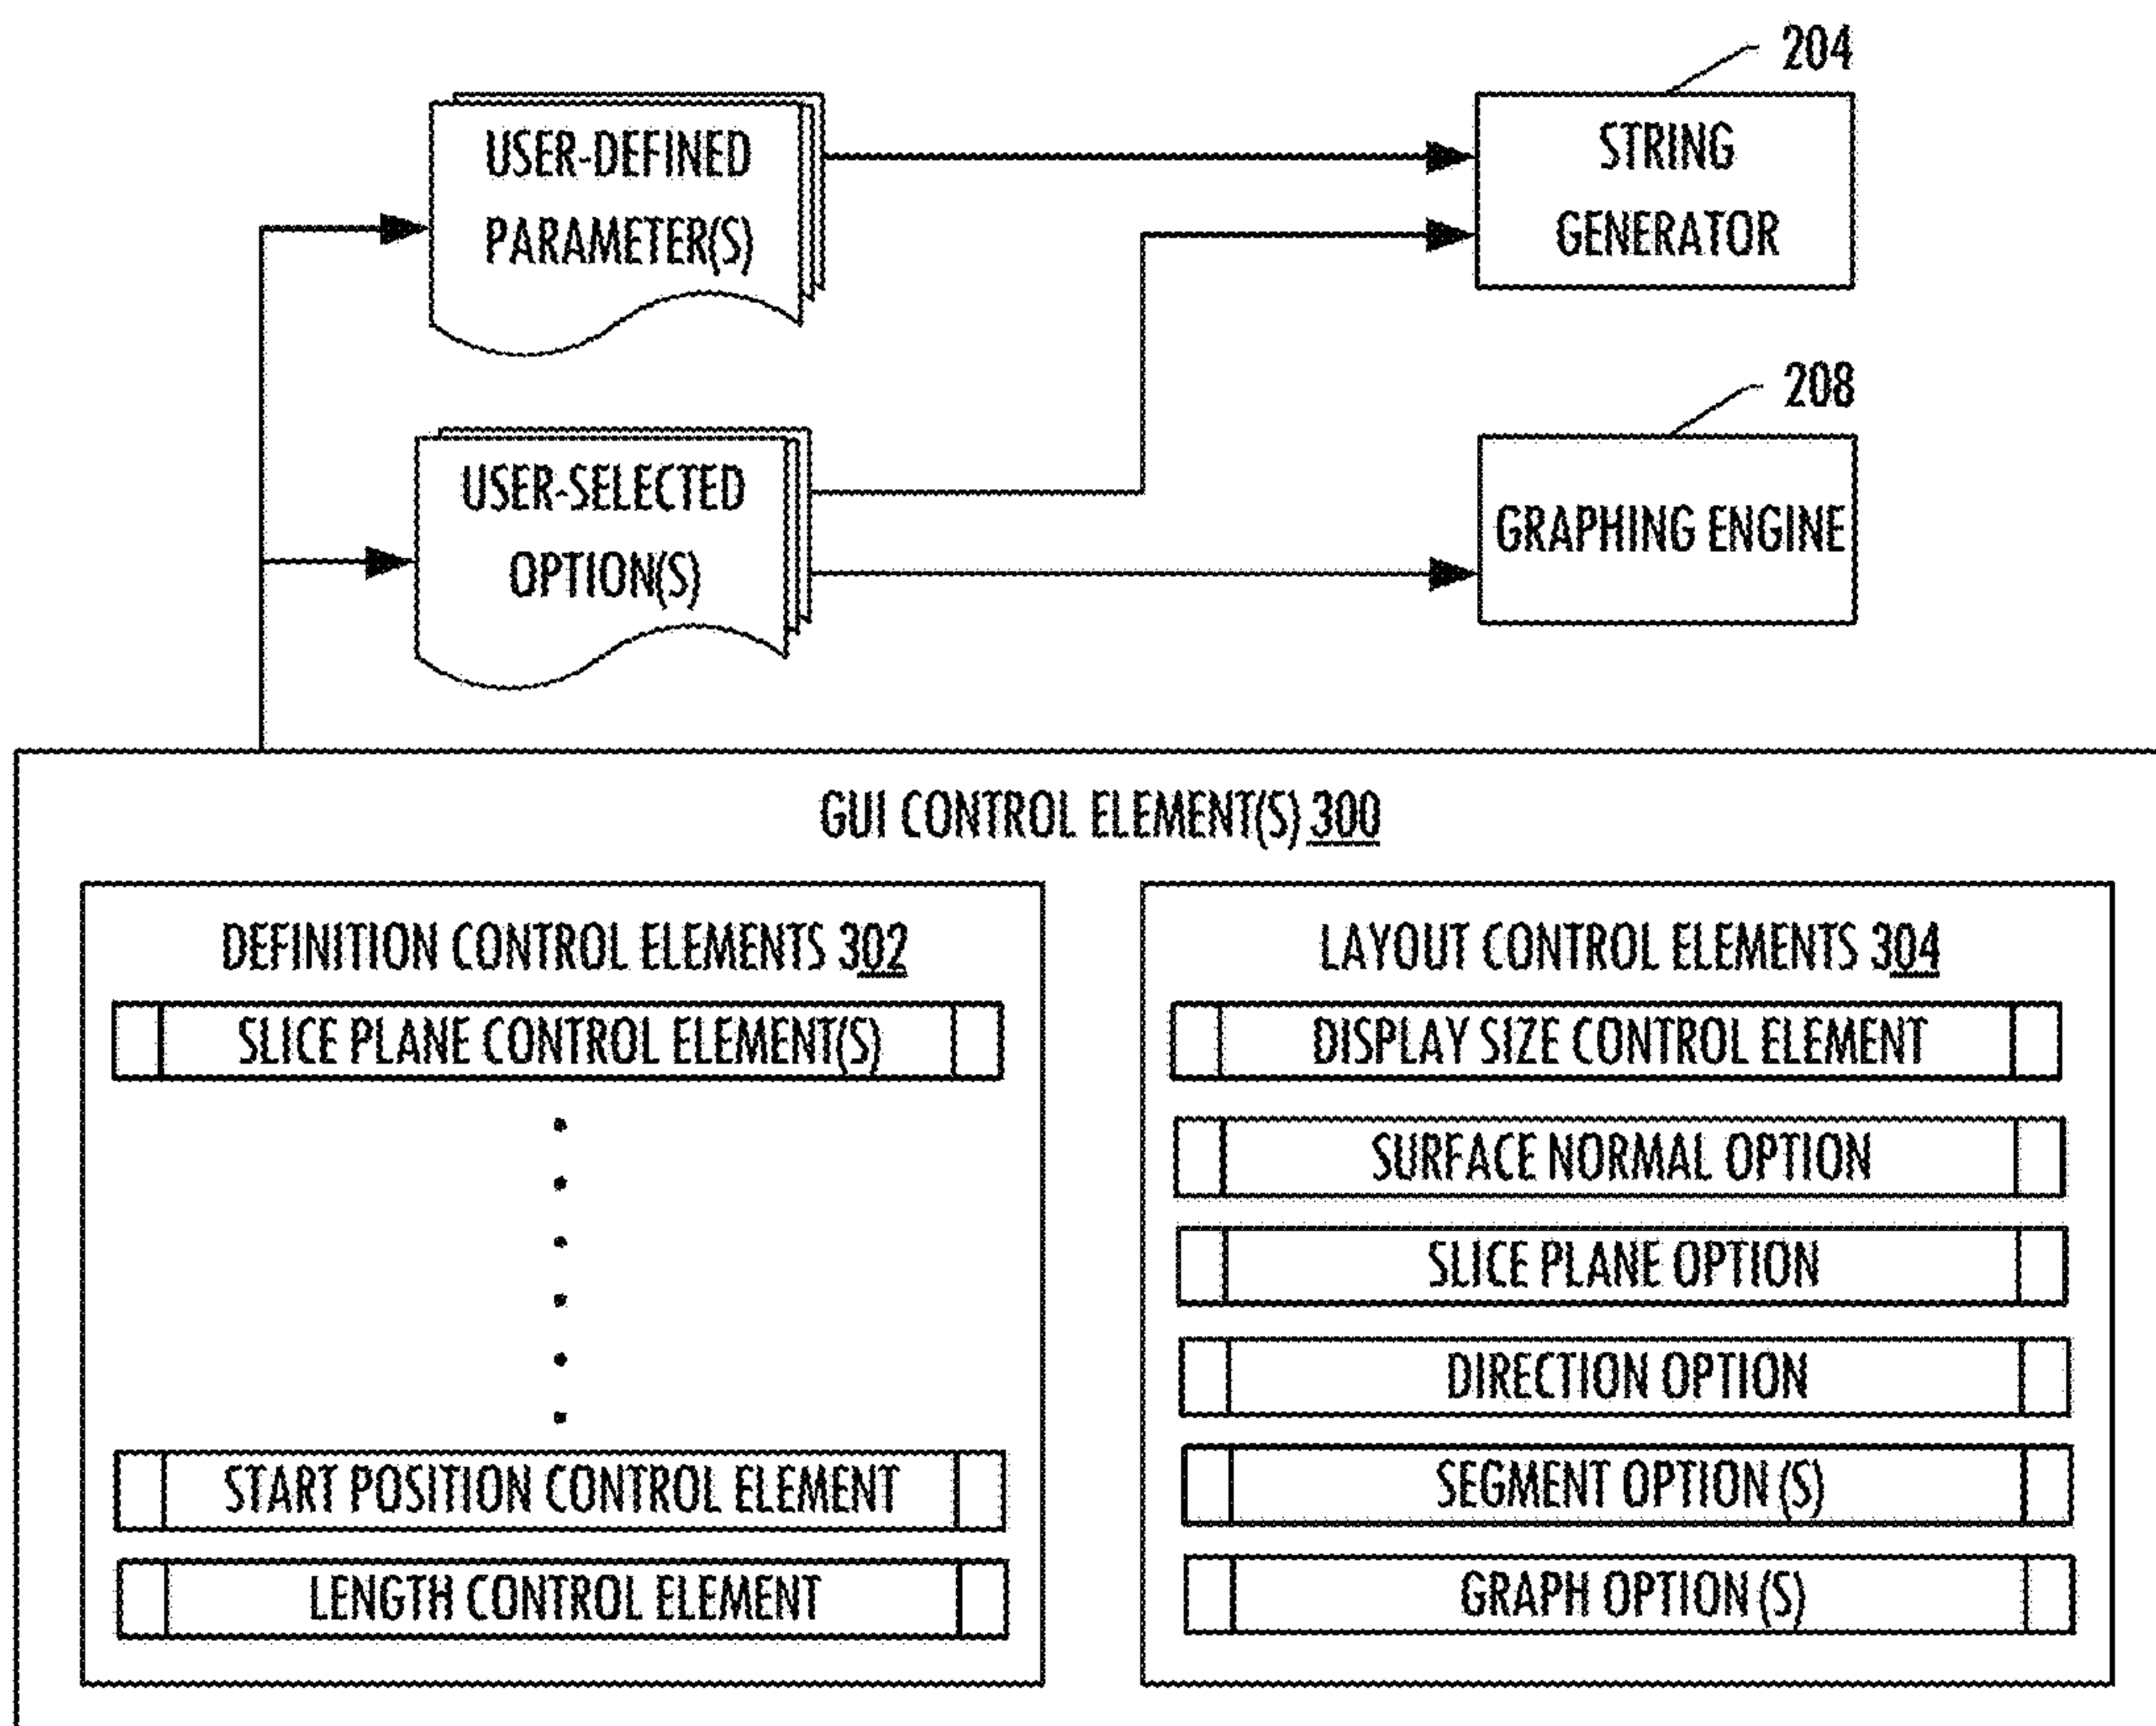 204
USER-DEFINED
PARAMETER(S)
STRING
GENERATOR
208
USER-SELECTED
OPTION(S)
GRAPHING ENGINE
GUI CONTROL ELEMENT(S) 300
DEFINITION CONTROL ELEMENTS 302
SLICE PLANE CONTROL ELEMENT(S)
START POSITION CONTROL ELEMENT
LENGTH CONTROL ELEMENT
LAYOUT CONTROL ELEMENTS 304
DISPLAY SIZE CONTROL ELEMENT
SURFACE NORMAL OPTION
SLICE PLANE OPTION
DIRECTION OPTION
SEGMENT OPTION (S)
GRAPH OPTION (S)